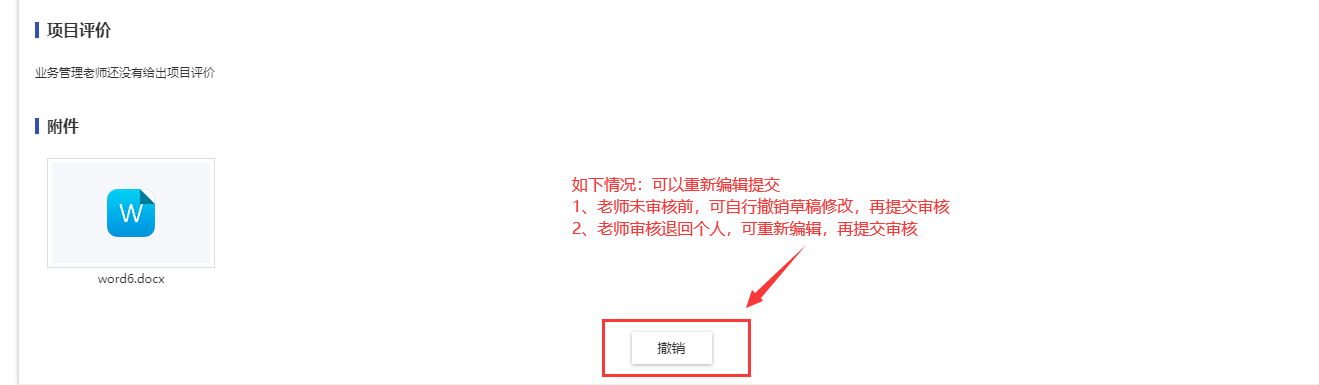 项目评价
业务管理老师还没有给出项目评价
附件
W
word6.docx
如下情况：可以重新编辑提交
1、老师未审核前，可自行撤销草稿修改，再提交审核
2、老师审核退回个人，可重新编辑，再提交审核
撤销